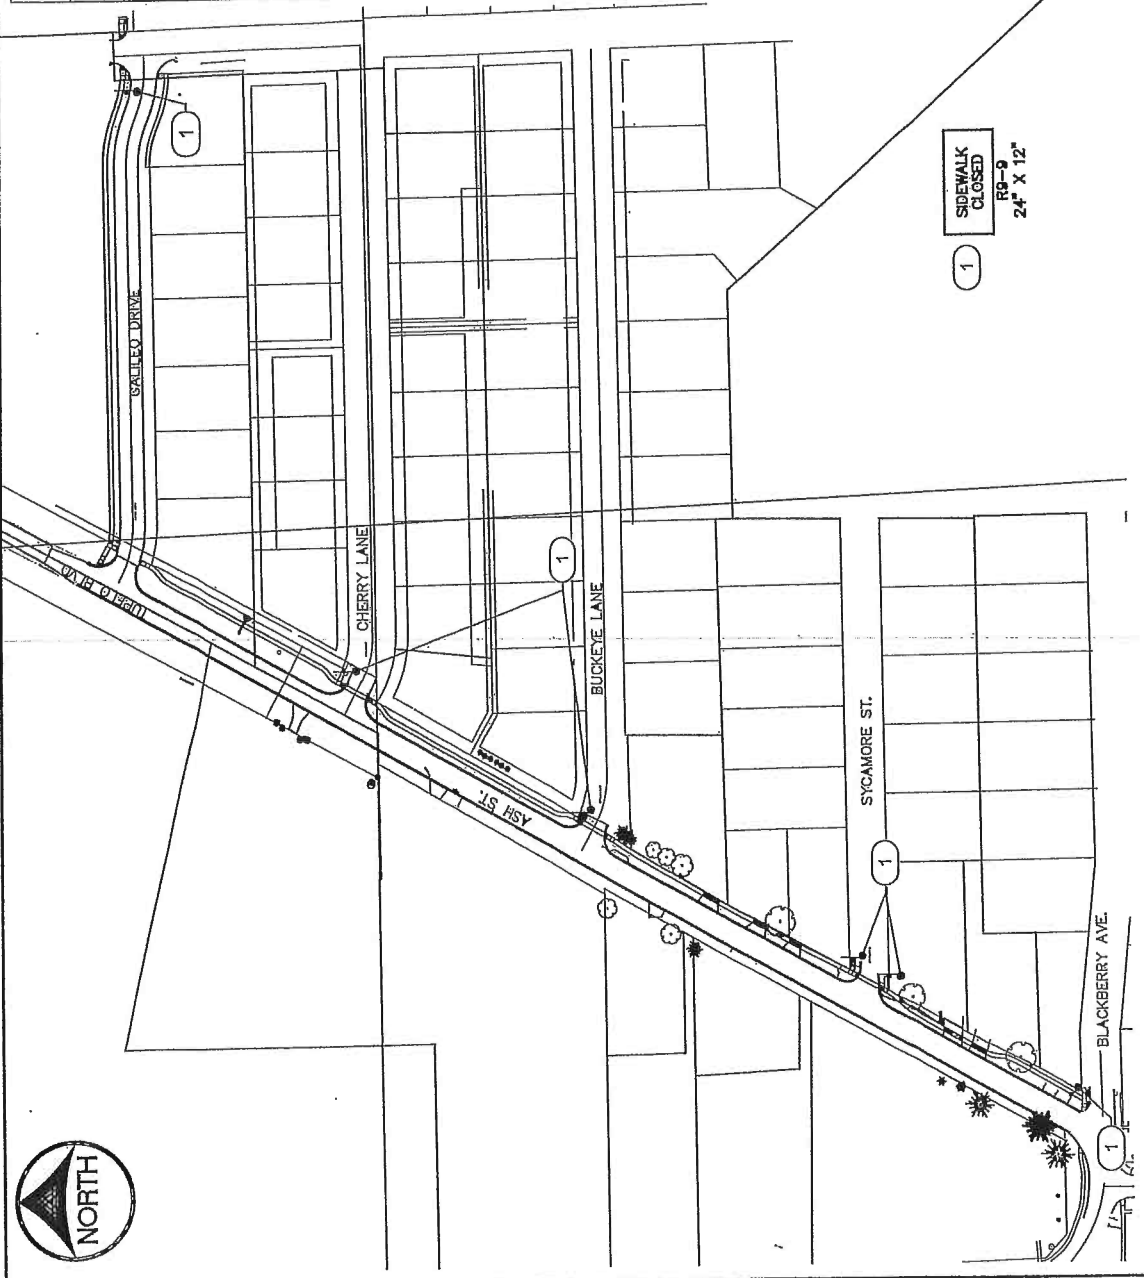 1
GALILEO DRIVE
SIDEWALK
CLOSED
R9-9
24" X 12"
1
CHERRY LANE
1
BUCKEYE LANE
ASH ST.
SYCAMORE ST.
1
BLACKBERRY AVE.
1
NORTH